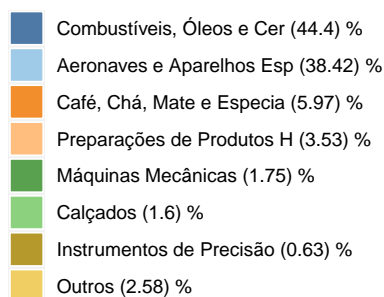 Combustíveis, Óleos e Cer (44.4) %
Aeronaves e Aparelhos Esp (38.42) %
Café, Chá, Mate e Especia (5.97) %
Preparações de Produtos H (3.53) %
Máquinas Mecânicas (1.75) %
Calçados (1.6) %
Instrumentos de Precisão (0.63) %
Outros (2.58) %